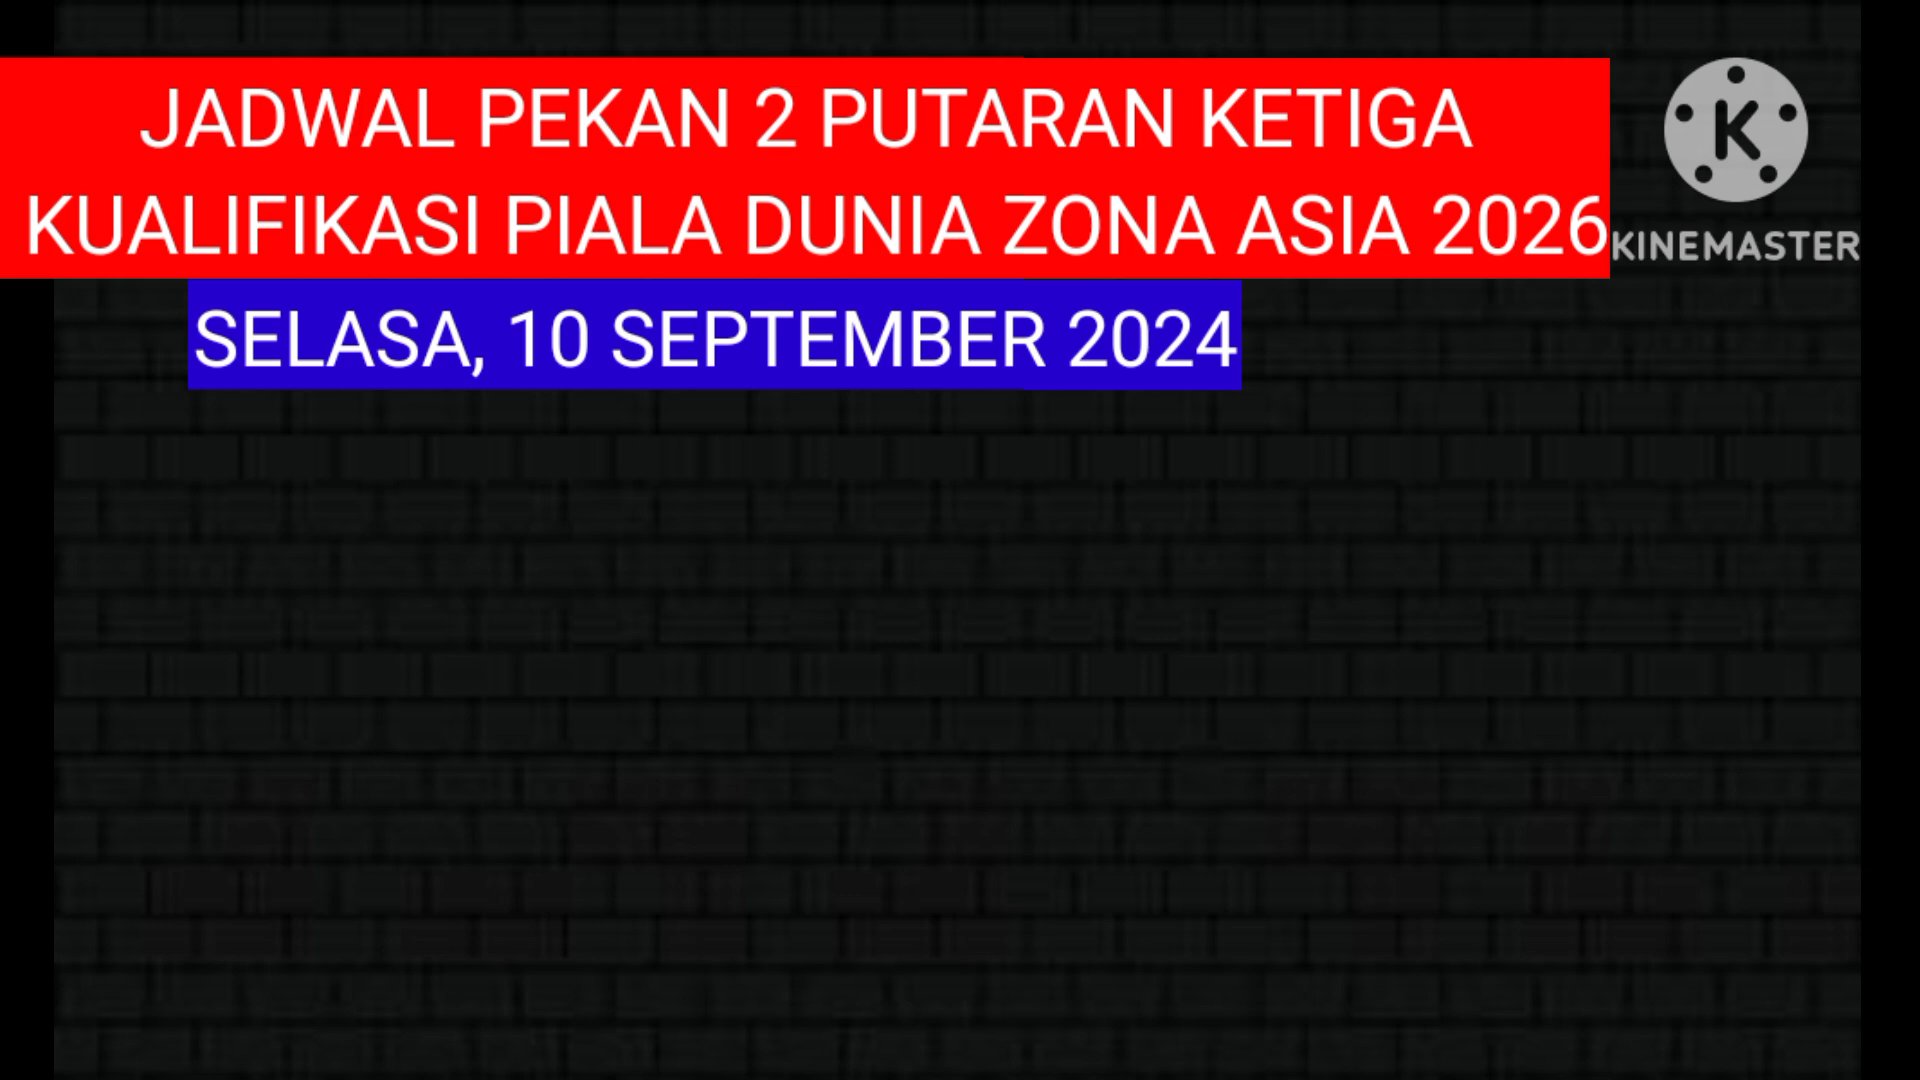 JADWAL PEKAN 2 PUTARAN KETIGA
KUALIFIKASI PIALA DUNIA ZONA ASIA 2026
SELASA, 10 SEPTEMBER 2024
K
KINEMASTER